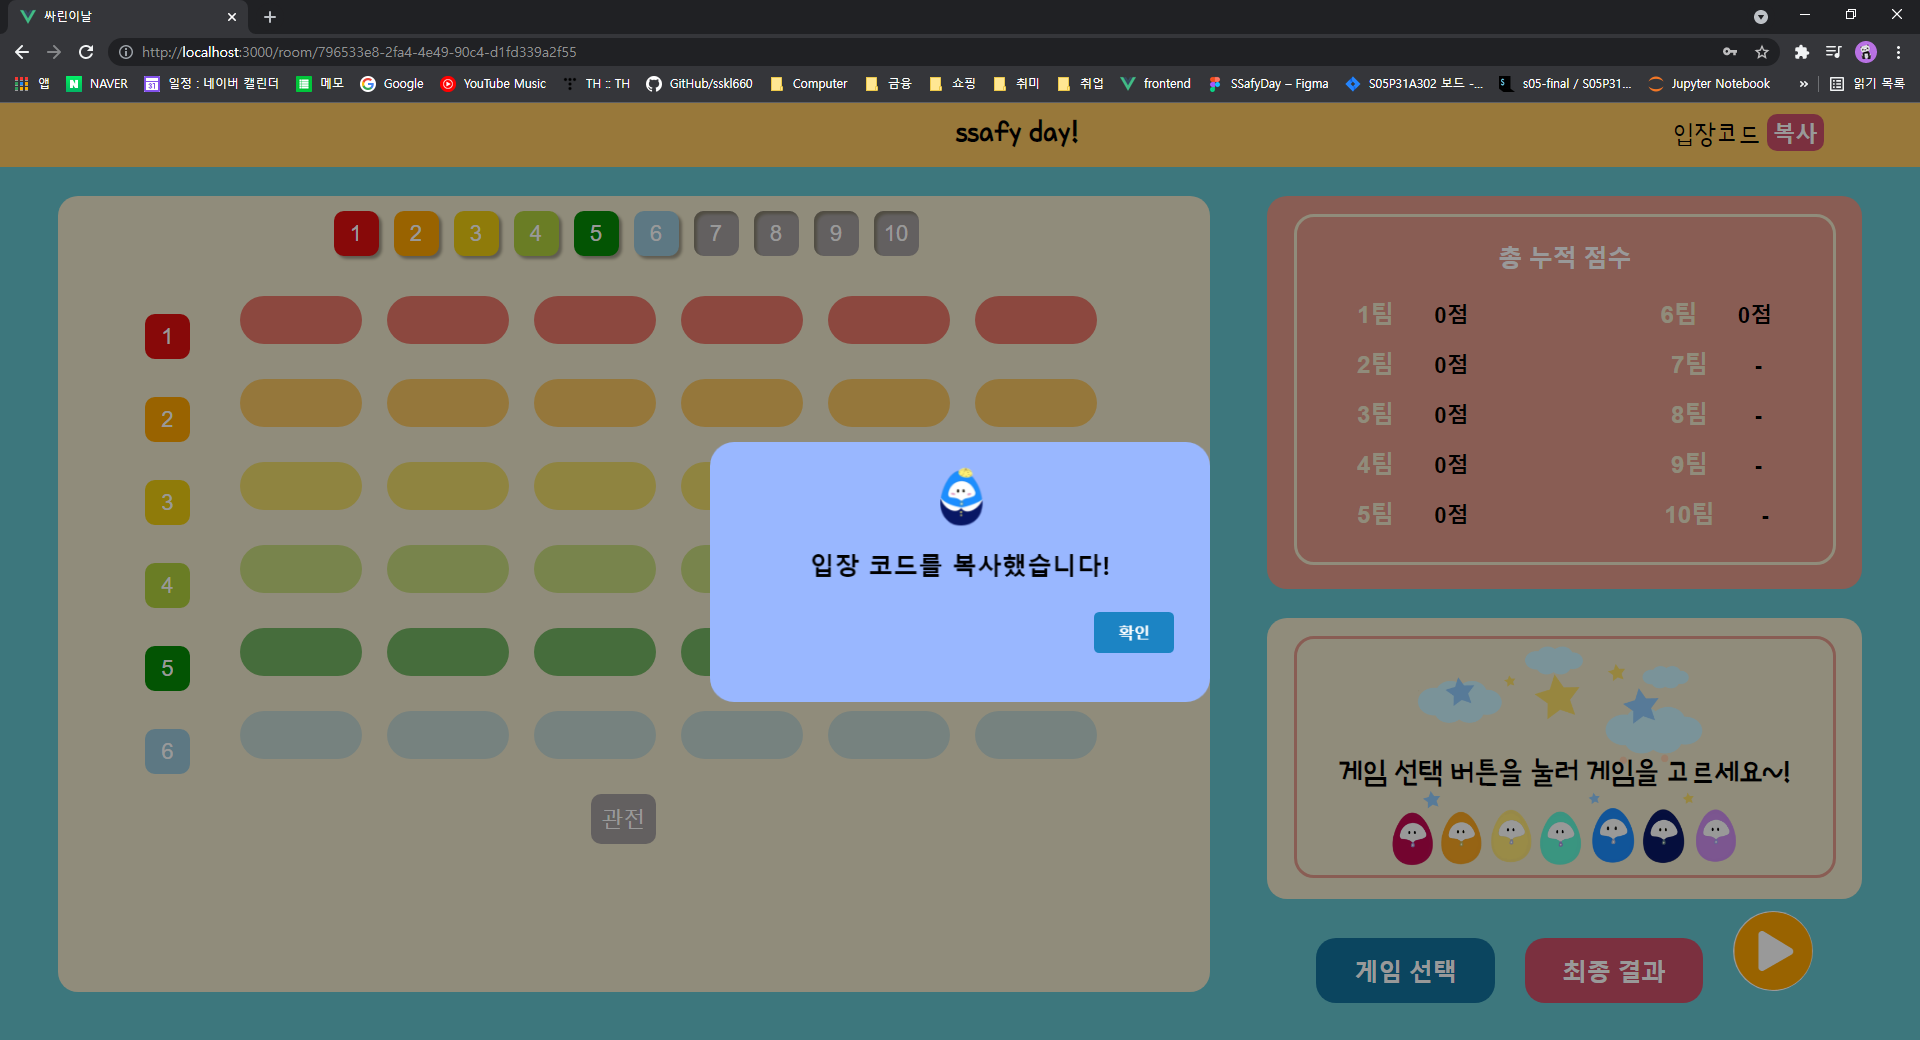 싸린이날
http://localhost:3000/room/796533e8-2fa4-4e49-90c4-d1fd339a2f55
앱 NAVER 일정 : 네이버 캘린더 메모 Google YouTube Music TH :: TH GitHub/sskl660 Computer 금융 쇼핑 취미 취업 frontend SSafyDay – Figma S05P31A302 보드 -... s05-final / S05P31... Jupyter Notebook » 읽기 목록
ssafy day!
입장코드 복사
1 2 3 4 5 6 7 8 9 10
1
2
3
4
5
6
관전
총 누적 점수
1팀 0점 6팀 0점
2팀 0점 7팀 -
3팀 0점 8팀 -
4팀 0점 9팀 -
5팀 0점 10팀 -
입장 코드를 복사했습니다!
확인
게임 선택 버튼을 눌러 게임을 고르세요~!
게임 선택 최종 결과